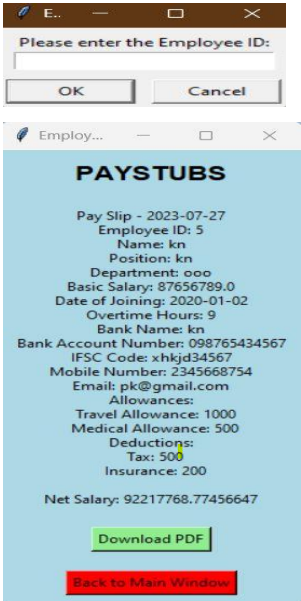 E..
Please enter the Employee ID:
OK
Cancel
Employ...
PAYSTUBS
Pay Slip - 2023-07-27
Employee ID: 5
Name: kn
Position: kn
Department: ooo
Basic Salary: 87656789.0
Date of Joining: 2020-01-02
Overtime Hours: 9
Bank Name: kn
Bank Account Number: 098765434567
IFSC Code: xhkjd34567
Mobile Number: 2345668754
Email: pk@gmail.com
Allowances:
Travel Allowance: 1000
Medical Allowance: 500
Deductions:
Tax: 500
Insurance: 200
Net Salary: 92217768.77456647
Download PDF
Back to Main Window